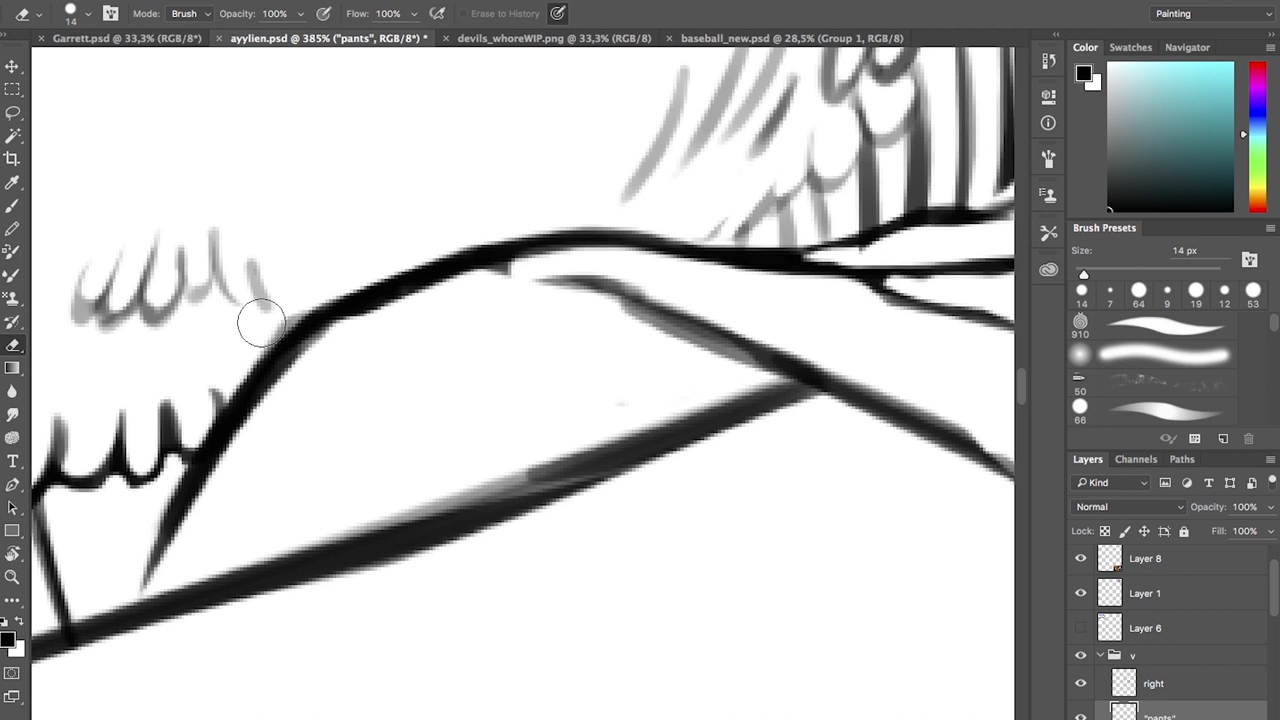 14 Mode: Brush Opacity: 100% Flow: 100% Erase to History Painting
Garrett.psd @ 33,3% (RGB/8*) ayylien.psd @ 385% ("pants", RGB/8*) * devils_whoreWIP.png @ 33,3% (RGB/8) baseball_new.psd @ 28,5% (Group 1, RGB/8)
Color Swatches Navigator
Brush Presets
Size: 14 px
14 7 64 9 19 12 53
910
50
66
Layers Channels Paths
Kind
Normal Opacity: 100%
Lock: Fill: 100%
Layer 8
Layer 1
Layer 6
v
right
"pants"